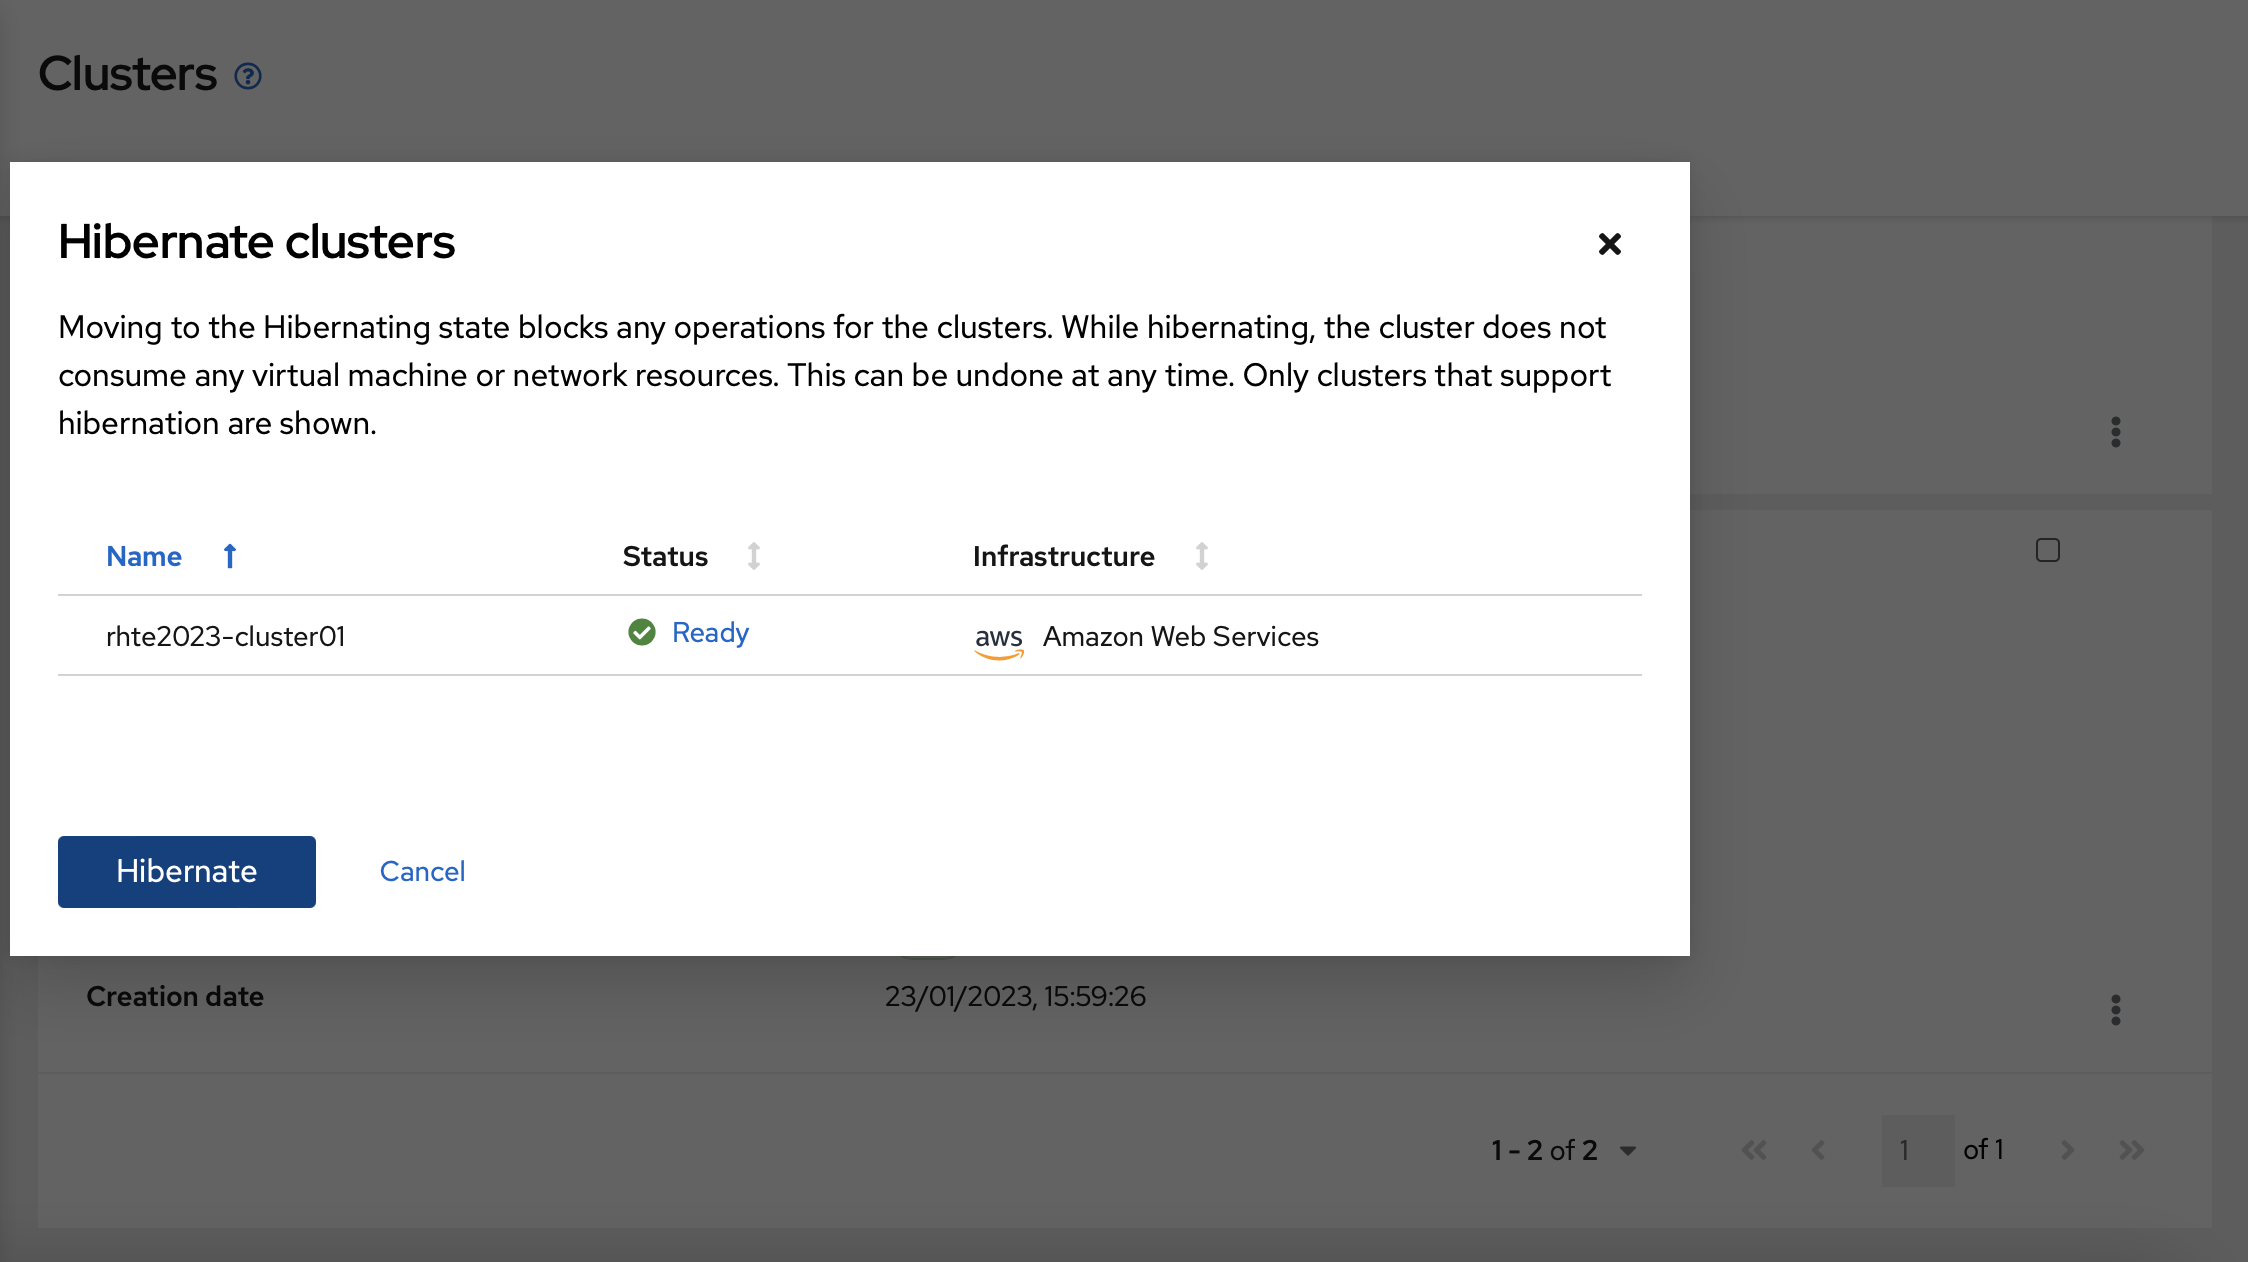 Clusters
Hibernate clusters
Moving to the Hibernating state blocks any operations for the clusters. While hibernating, the cluster does not
consume any virtual machine or network resources. This can be undone at any time. Only clusters that support
hibernation are shown.
Name Status Infrastructure
rhte2023-cluster01 Ready aws Amazon Web Services
Hibernate Cancel
Creation date 23/01/2023, 15:59:26
1 - 2 of 2 1 of 1